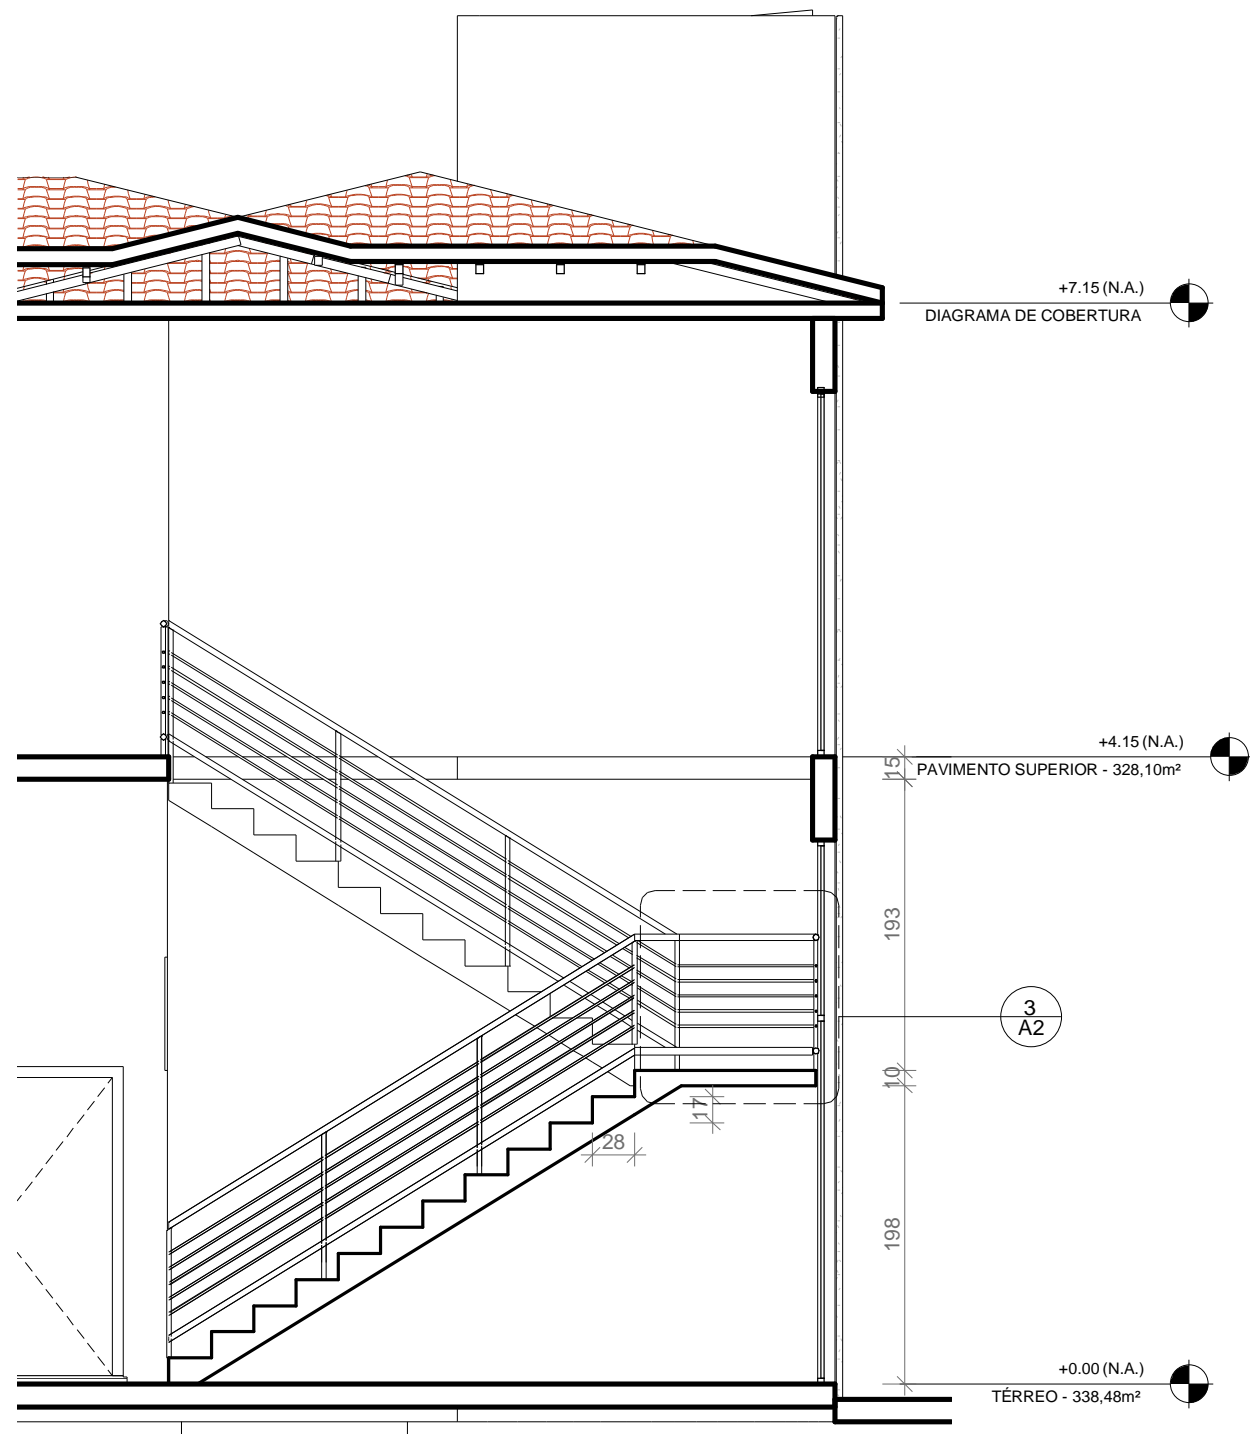 +7.15 (N.A.)
DIAGRAMA DE COBERTURA
+4.15 (N.A.)
PAVIMENTO SUPERIOR - 328,10m²
15
193
3
A2
10
17
28
198
+0.00 (N.A.)
TÉRREO - 338,48m²